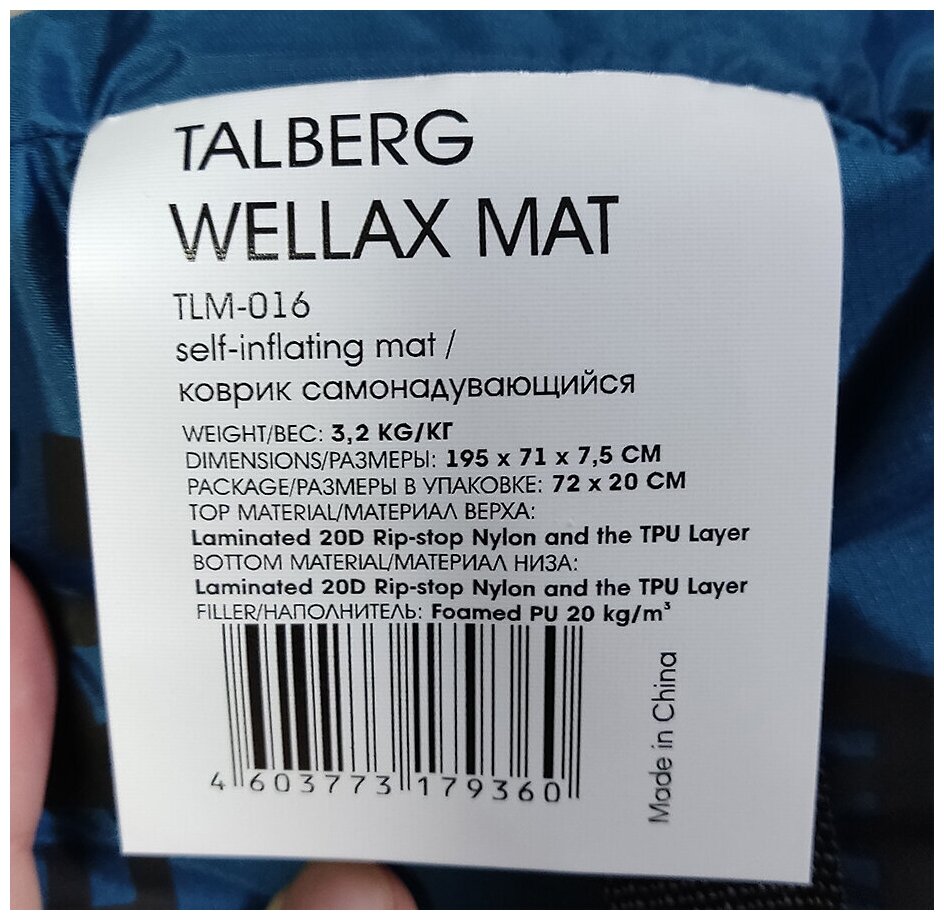 TALBERG
WELLAX MAT
TLM-016
self-inflating mat /
коврик самонадувающийся
WEIGHT/ВЕС: 3,2 KG/КГ
DIMENSIONS/РАЗМЕРЫ: 195 x 71 x 7,5 CM
PACKAGE/РАЗМЕРЫ В УПАКОВКЕ: 72 x 20 CM
TOP MATERIAL/МАТЕРИАЛ ВЕРХА:
Laminated 20D Rip-stop Nylon and the TPU Layer
BOTTOM MATERIAL/МАТЕРИАЛ НИЗА:
Laminated 20D Rip-stop Nylon and the TPU Layer
FILLER/НАПОЛНИТЕЛЬ: Foamed PU 20 kg/m³
4 603773 179360
Made in China